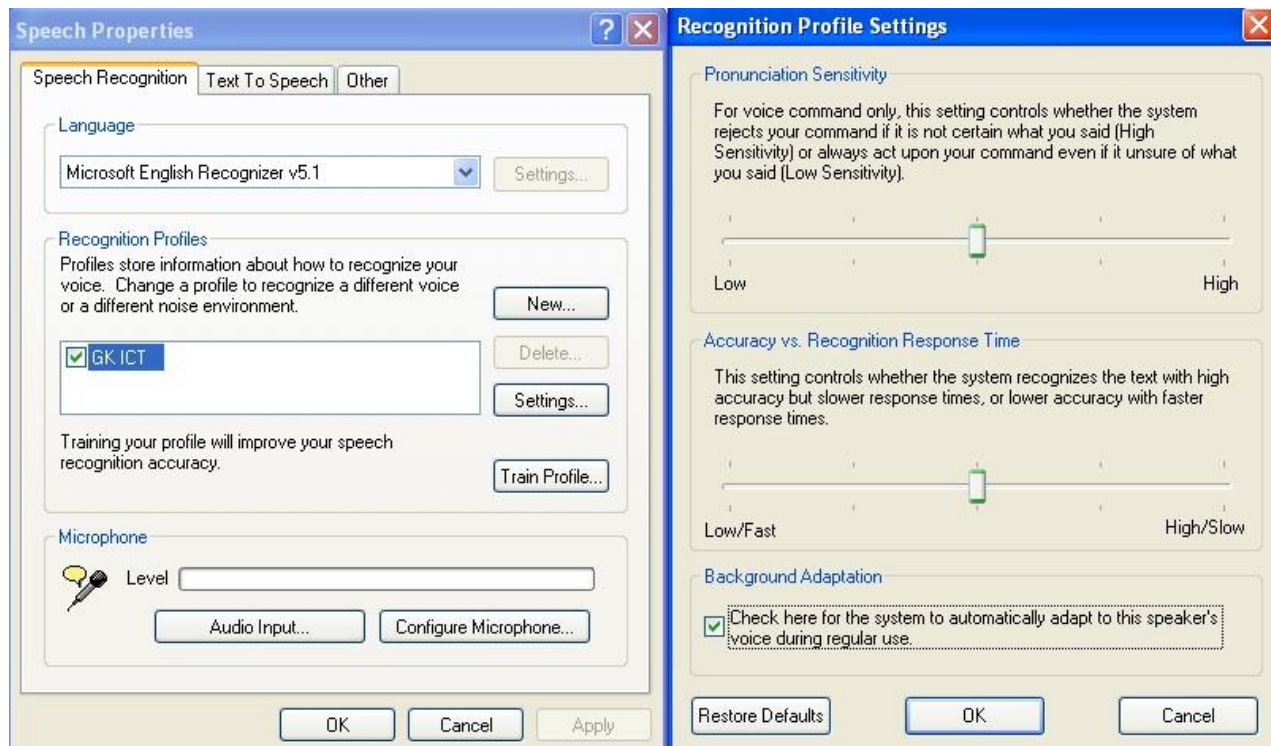 Speech Properties
Speech Recognition Text To Speech Other
Language
Microsoft English Recognizer v5.1 Settings...
Recognition Profiles
Profiles store information about how to recognize your
voice. Change a profile to recognize a different voice
or a different noise environment.
New...
GK ICT
Delete...
Settings...
Training your profile will improve your speech
recognition accuracy.
Train Profile...
Microphone
Level
Audio Input... Configure Microphone...
OK Cancel Apply
Recognition Profile Settings
Pronunciation Sensitivity
For voice command only, this setting controls whether the system
rejects your command if it is not certain what you said (High
Sensitivity) or always act upon your command even if it unsure of what
you said (Low Sensitivity).
Low High
Accuracy vs. Recognition Response Time
This setting controls whether the system recognizes the text with high
accuracy but slower response times, or lower accuracy with faster
response times.
Low/Fast High/Slow
Background Adaptation
Check here for the system to automatically adapt to this speaker's
voice during regular use.
Restore Defaults OK Cancel